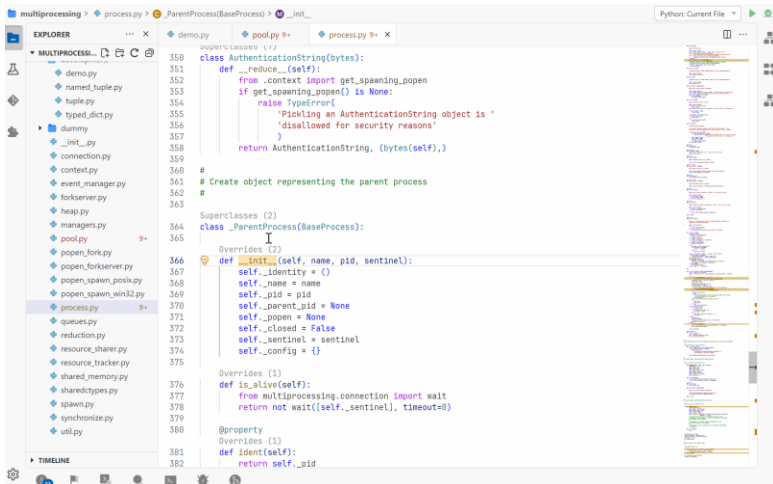 multiprocessing > process.py > _ParentProcess(BaseProcess) > __init__
Python: Current File
EXPLORER
demo.py
pool.py 9+
process.py 9+
MULTIPROCESSI...
demo.py
named_tuple.py
tuple.py
typed_dict.py
dummy
__init__.py
connection.py
context.py
event_manager.py
forkserver.py
heap.py
managers.py
pool.py 9+
popen_fork.py
popen_forkserver.py
popen_spawn_posix.py
popen_spawn_win32.py
process.py 9+
queues.py
reduction.py
resource_sharer.py
resource_tracker.py
shared_memory.py
sharedctypes.py
spawn.py
synchronize.py
util.py
TIMELINE
Superclasses (7)
350 class AuthenticationString(bytes):
351 def __reduce__(self):
352 from .context import get_spawning_popen
353 if get_spawning_popen() is None:
354 raise TypeError(
355 'Pickling an AuthenticationString object is '
356 'disallowed for security reasons'
357 )
358 return AuthenticationString, (bytes(self),)
359
360 #
361 # Create object representing the parent process
362 #
363
Superclasses (2)
364 class _ParentProcess(BaseProcess):
365
Overrides (2)
366 def __init__(self, name, pid, sentinel):
367 self._identity = ()
368 self._name = name
369 self._pid = pid
370 self._parent_pid = None
371 self._popen = None
372 self._closed = False
373 self._sentinel = sentinel
374 self._config = {}
375
Overrides (1)
376 def is_alive(self):
377 from multiprocessing.connection import wait
378 return not wait([self._sentinel], timeout=0)
379
380 @property
Overrides (1)
381 def ident(self):
382 return self._pid